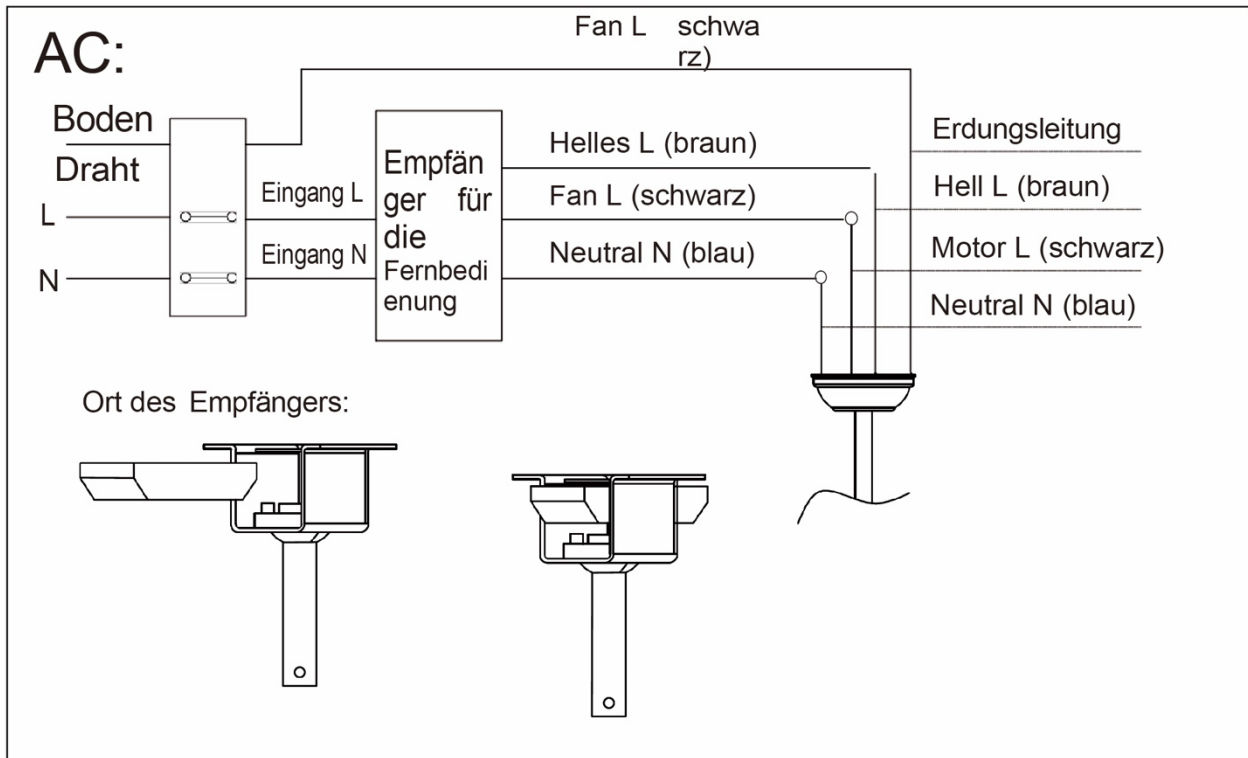 AC:
Fan L schwa
rz)
Boden
Draht
L
N
Eingang L
Eingang N
Empfän
ger für
die
Fernbedi
enung
Helles L (braun)
Fan L (schwarz)
Neutral N (blau)
Erdungsleitung
Hell L (braun)
Motor L (schwarz)
Neutral N (blau)
Ort des Empfängers: